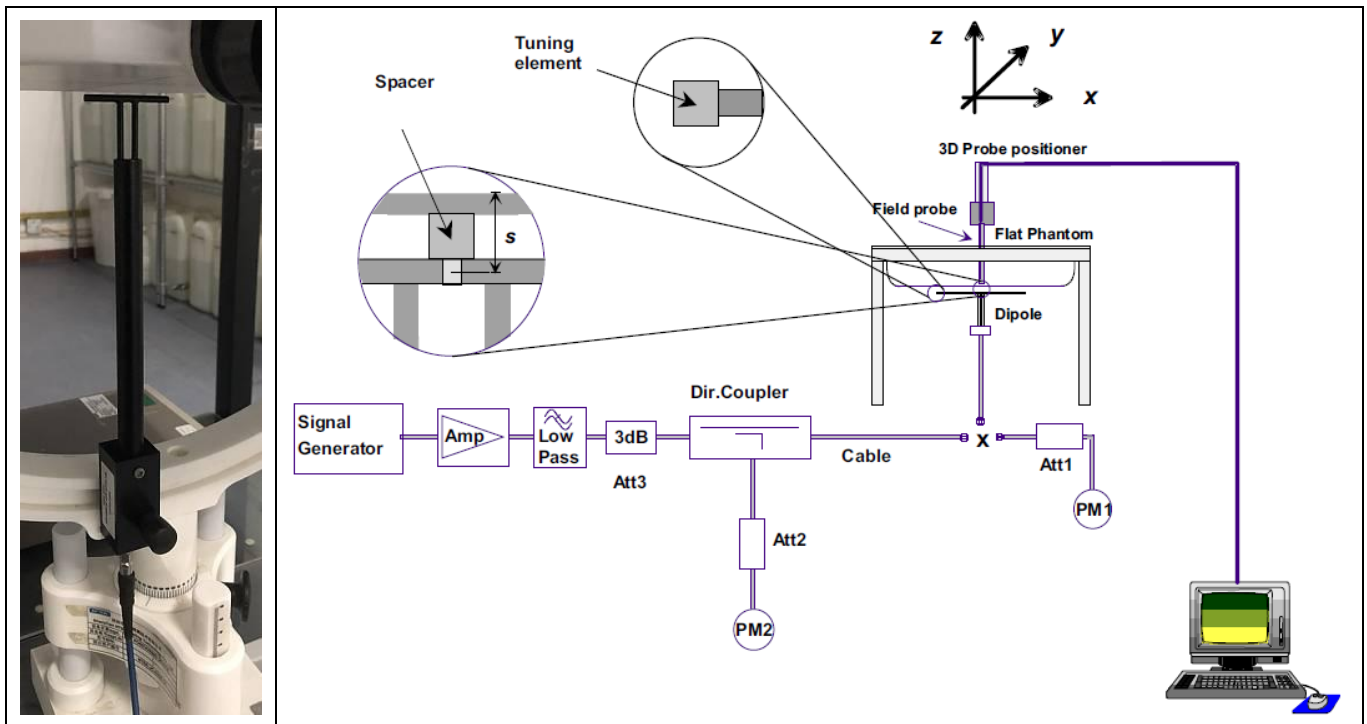 Tuning
element
Spacer
s
z
y
x
3D Probe positioner
Field probe
Flat Phantom
Dipole
Signal
Generator
Amp
Low
Pass
3dB
Att3
Dir.Coupler
Cable
x
Att1
PM1
Att2
PM2